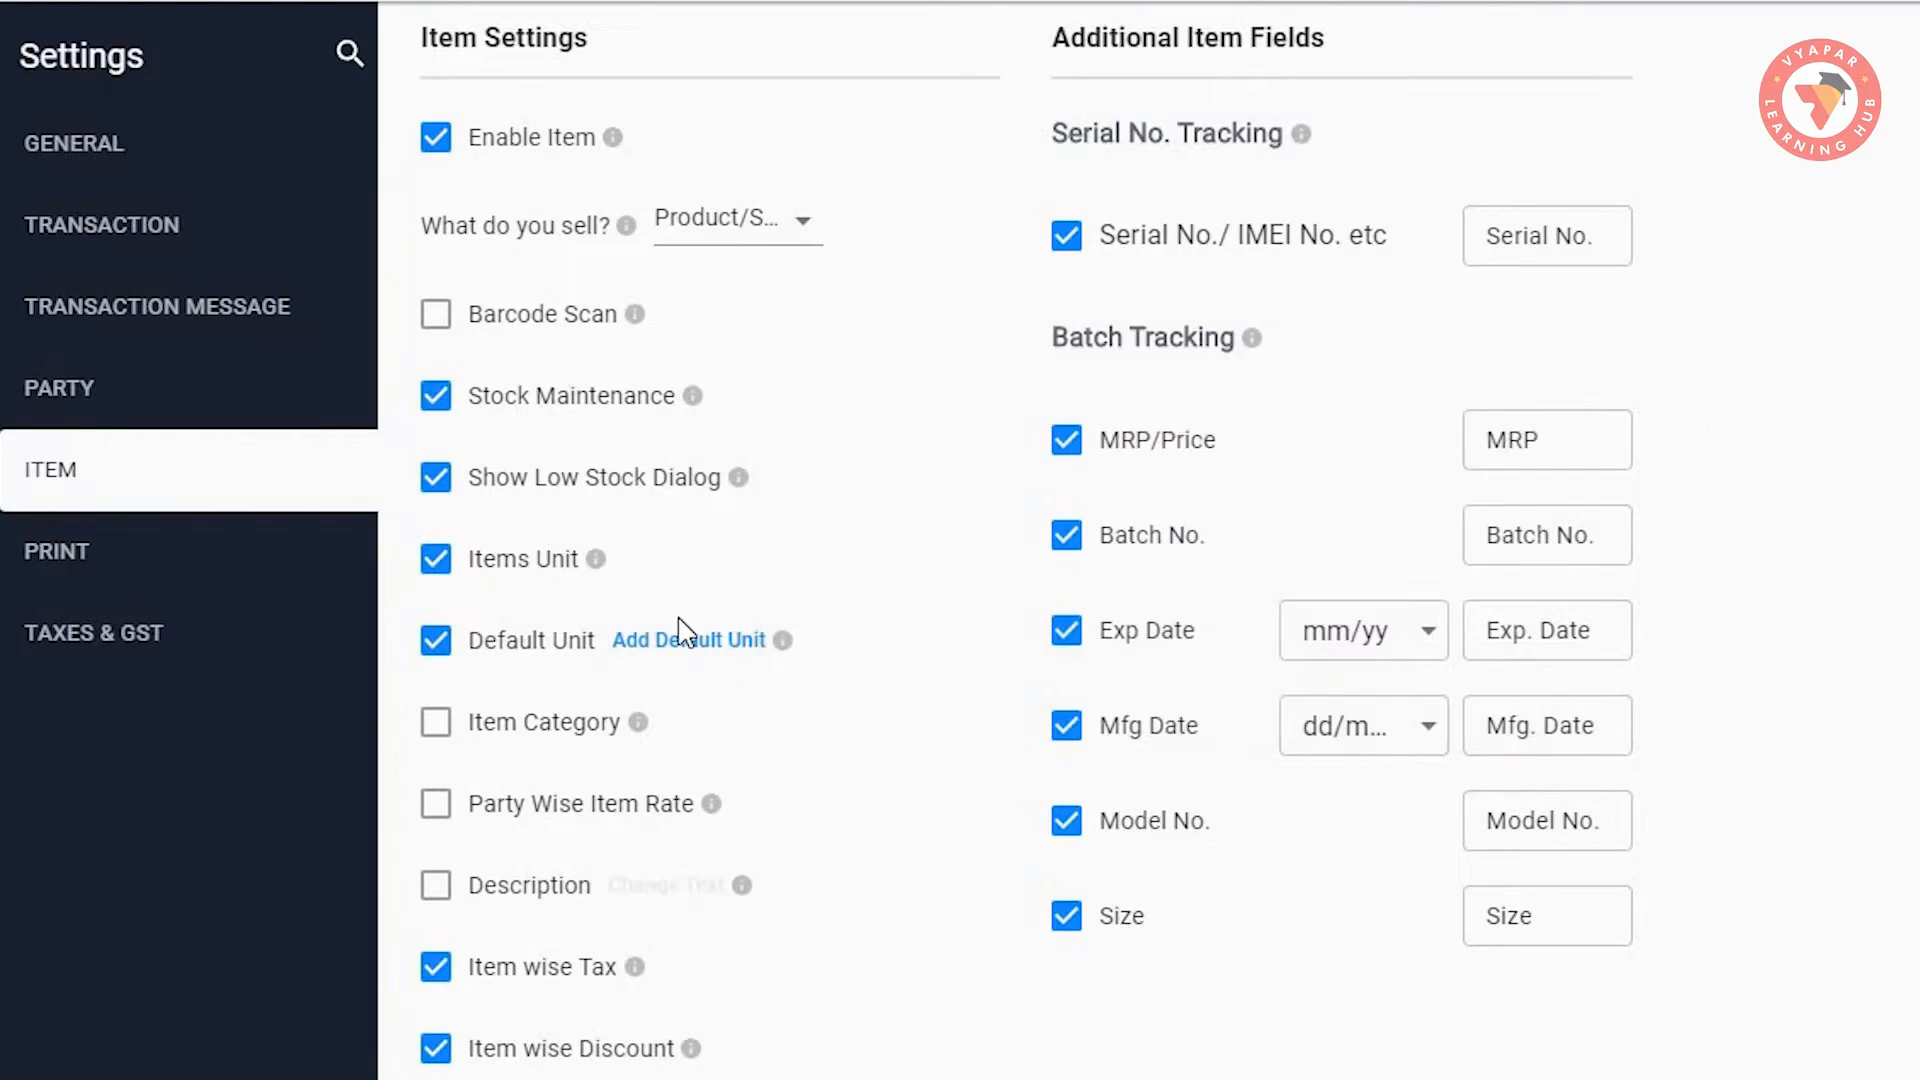 Settings
GENERAL
TRANSACTION
TRANSACTION MESSAGE
PARTY
ITEM
PRINT
TAXES & GST
Item Settings
Enable Item
What do you sell? Product/S...
Barcode Scan
Stock Maintenance
Show Low Stock Dialog
Items Unit
Default Unit Add Default Unit
Item Category
Party Wise Item Rate
Description Change Text
Item wise Tax
Item wise Discount
Additional Item Fields
Serial No. Tracking
Serial No./ IMEI No. etc Serial No.
Batch Tracking
MRP/Price MRP
Batch No. Batch No.
Exp Date mm/yy Exp. Date
Mfg Date dd/m... Mfg. Date
Model No. Model No.
Size Size
VYAPAR
LEARNING HUB